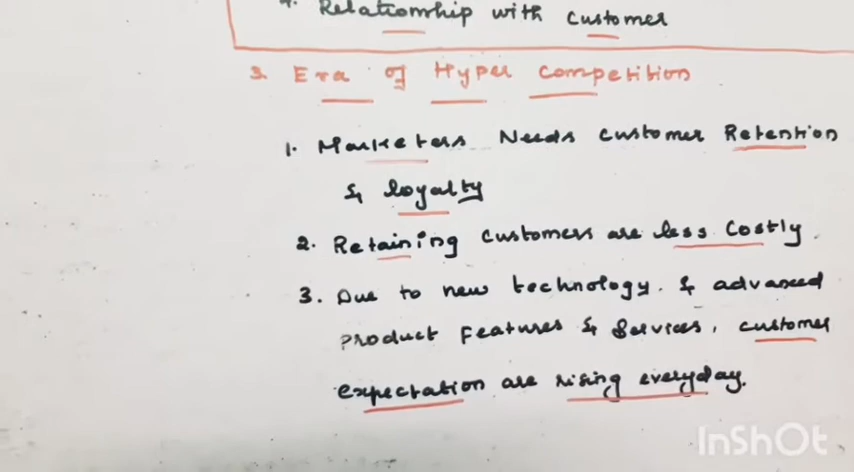 4. Relationship with customer
3. Era of Hyper Competition
1. Marketers Needs customer Retention
& loyalty
2. Retaining customers are less Costly.
3. Due to new technology. & advanced
product Features & Services, customer
expectation are rising everyday.
InShOt